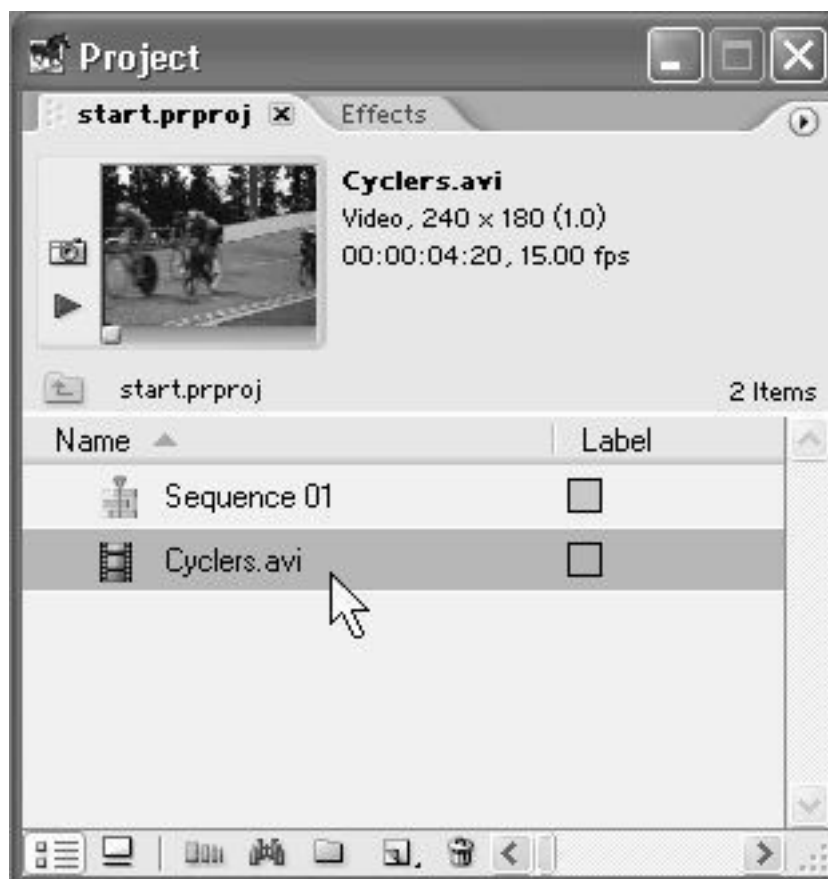 Project
start.prproj Effects
Cyclers.avi
Video, 240 × 180 (1.0)
00:00:04:20, 15.00 fps
start.prproj 2 Items
Name Label
Sequence 01
Cyclers.avi